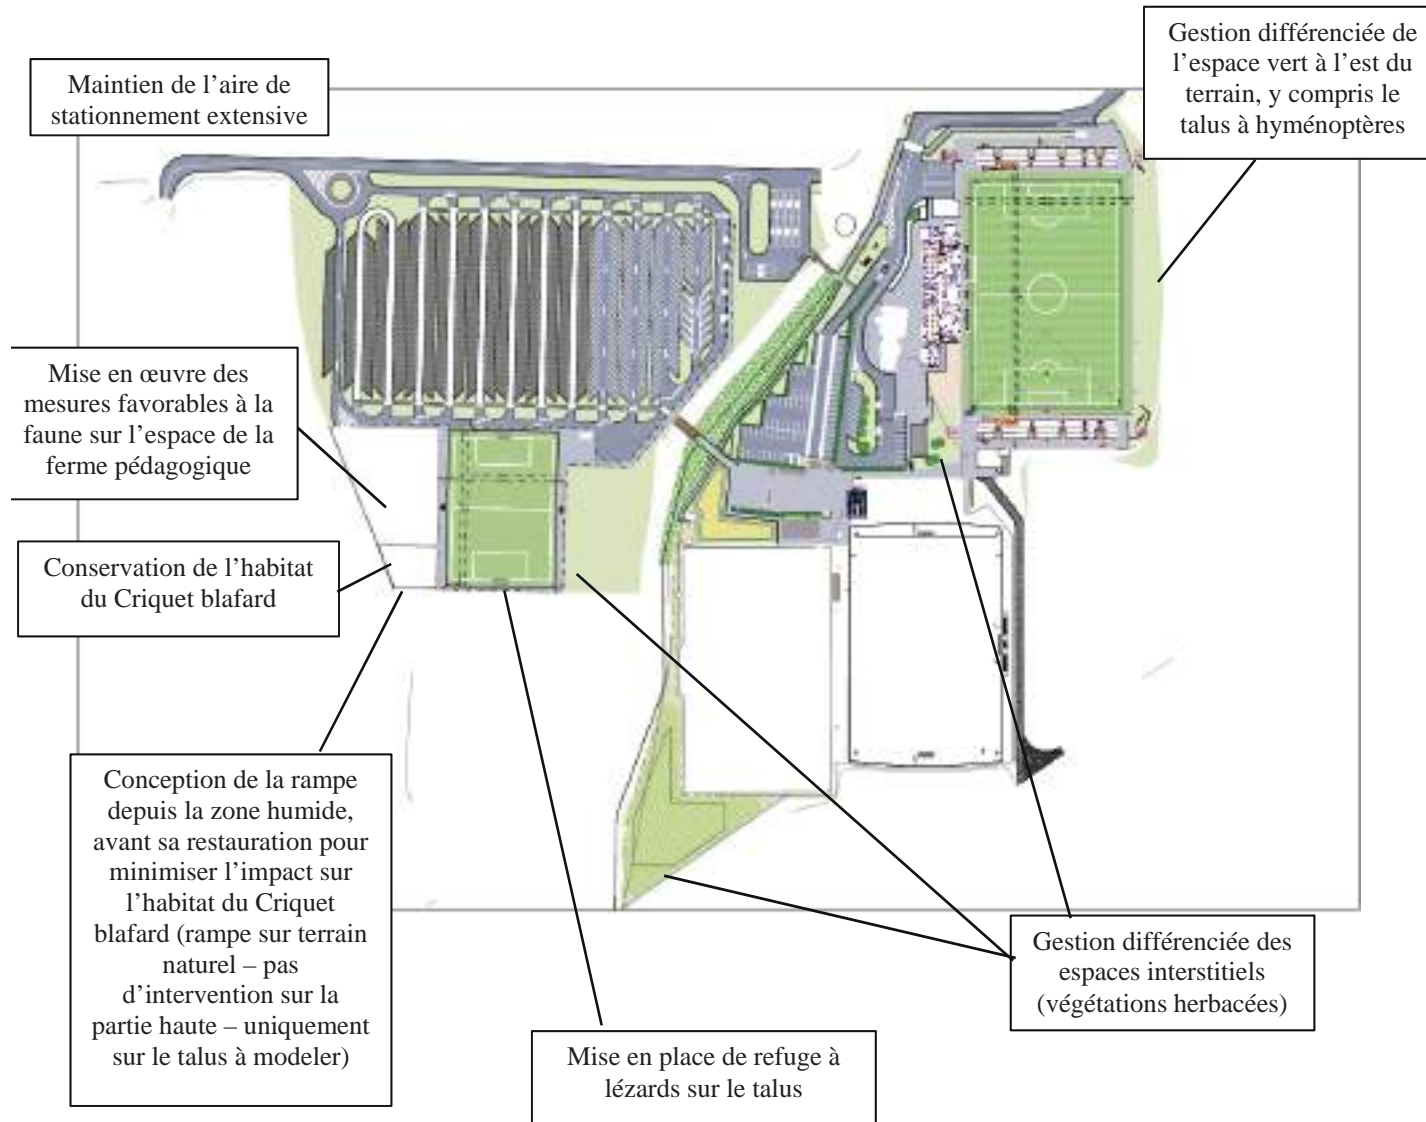 Gestion différenciée de
l’espace vert à l’est du
terrain, y compris le
talus à hyménoptères
Maintien de l’aire de
stationnement extensive
Mise en œuvre des
mesures favorables à la
faune sur l’espace de la
ferme pédagogique
Conservation de l’habitat
du Criquet blafard
Conception de la rampe
depuis la zone humide,
avant sa restauration pour
minimiser l’impact sur
l’habitat du Criquet
blafard (rampe sur terrain
naturel – pas
d’intervention sur la
partie haute – uniquement
sur le talus à modeler)
Mise en place de refuge à
lézards sur le talus
Gestion différenciée des
espaces interstitiels
(végétations herbacées)